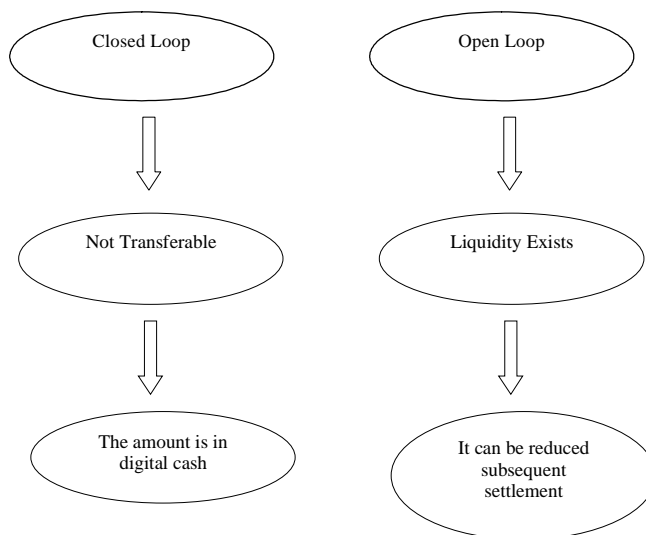 Closed Loop
Not Transferable
The amount is in
digital cash
Open Loop
Liquidity Exists
It can be reduced
subsequent
settlement